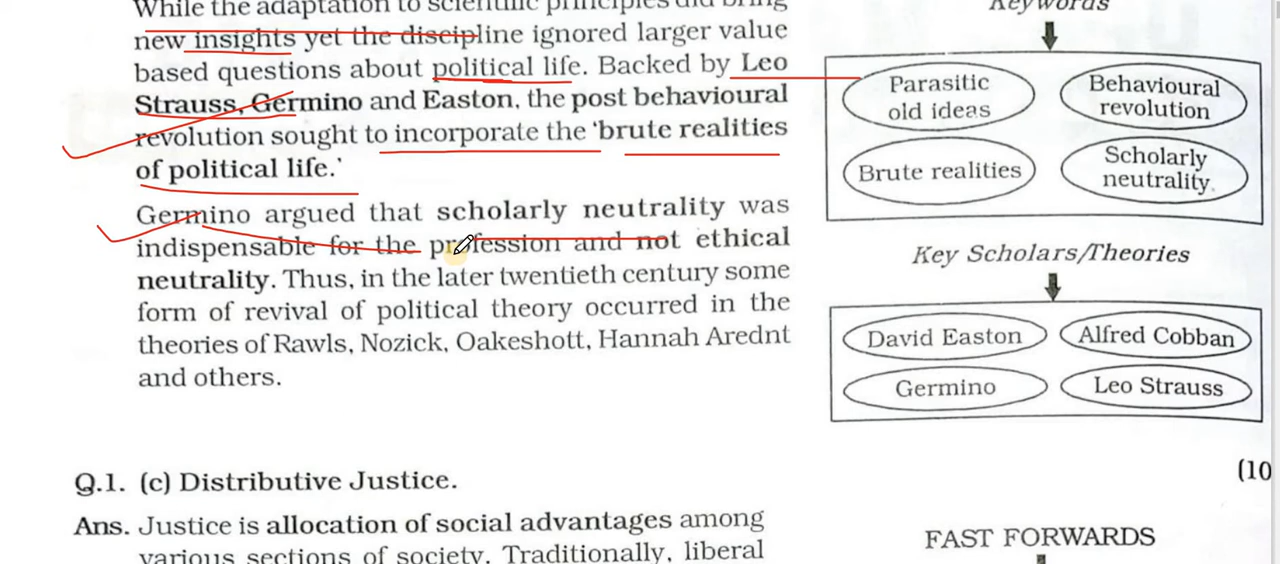 While the adaptation to scientific principles did bring
new insights yet the discipline ignored larger value
based questions about political life. Backed by Leo
Strauss, Germino and Easton, the post behavioural
revolution sought to incorporate the ‘brute realities
of political life.’
Germino argued that scholarly neutrality was
indispensable for the profession and not ethical
neutrality. Thus, in the later twentieth century some
form of revival of political theory occurred in the
theories of Rawls, Nozick, Oakeshott, Hannah Arednt
and others.
Keywords
Parasitic
old ideas
Behavioural
revolution
Brute realities
Scholarly
neutrality.
Key Scholars/Theories
David Easton
Alfred Cobban
Germino
Leo Strauss
Q.1. (c) Distributive Justice.
(10
Ans. Justice is allocation of social advantages among
various sections of society. Traditionally, liberal
FAST FORWARDS